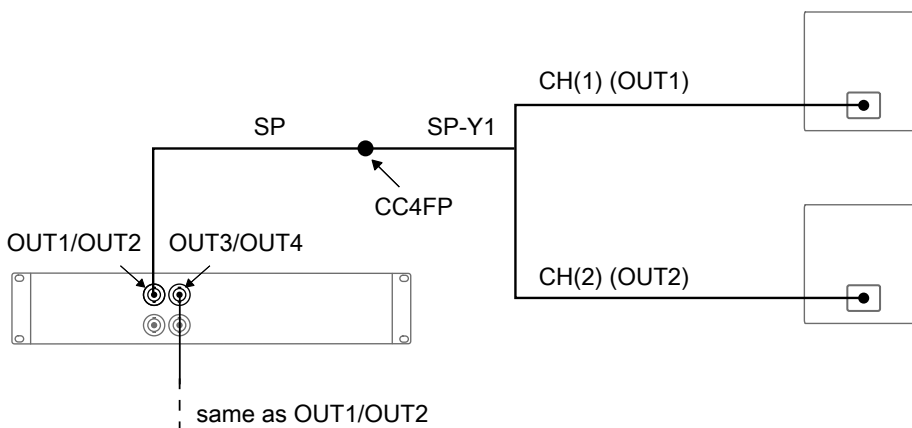 CH(1) (OUT1)
SP
SP-Y1
CC4FP
OUT1/OUT2
OUT3/OUT4
CH(2) (OUT2)
same as OUT1/OUT2